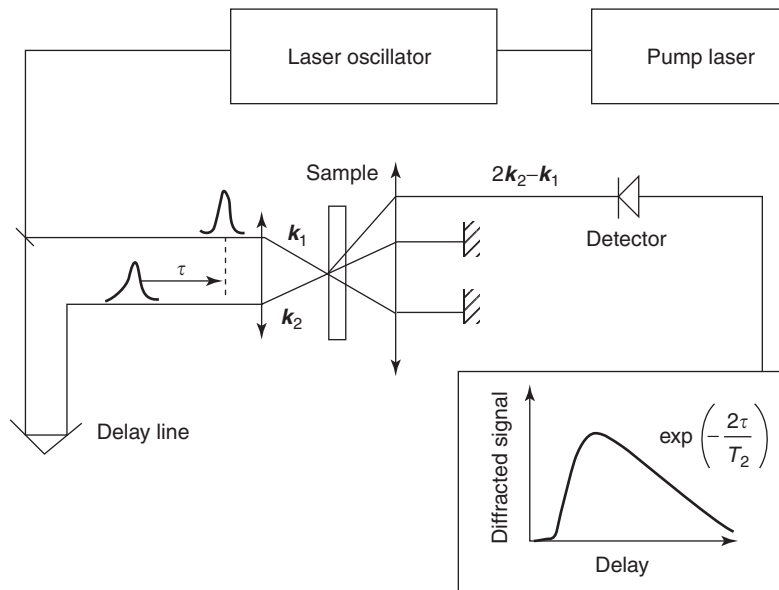 Laser oscillator
Pump laser
Sample
2k₂–k₁
k₁
Detector
τ
k₂
Delay line
Diffracted signal
exp(−2τ/T₂)
Delay